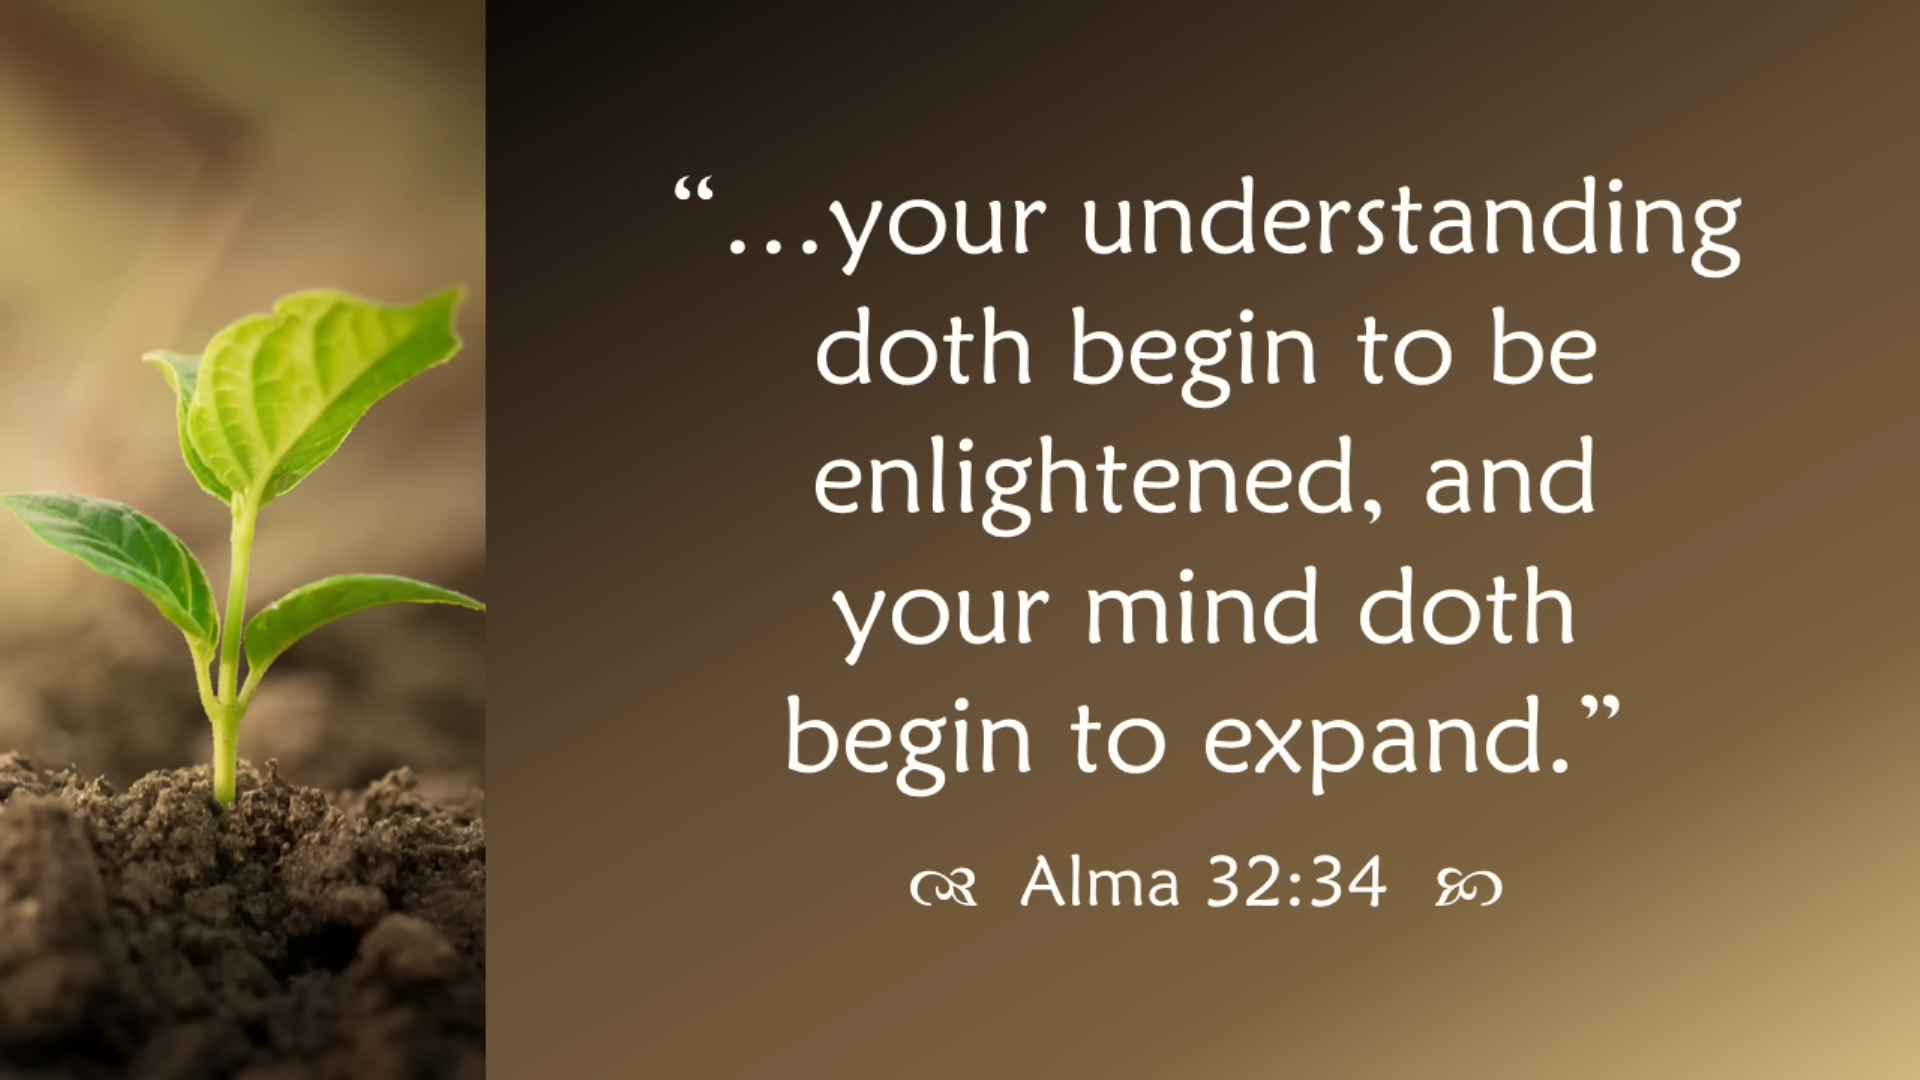 “…your understanding
doth begin to be
enlightened, and
your mind doth
begin to expand.”
Alma 32:34